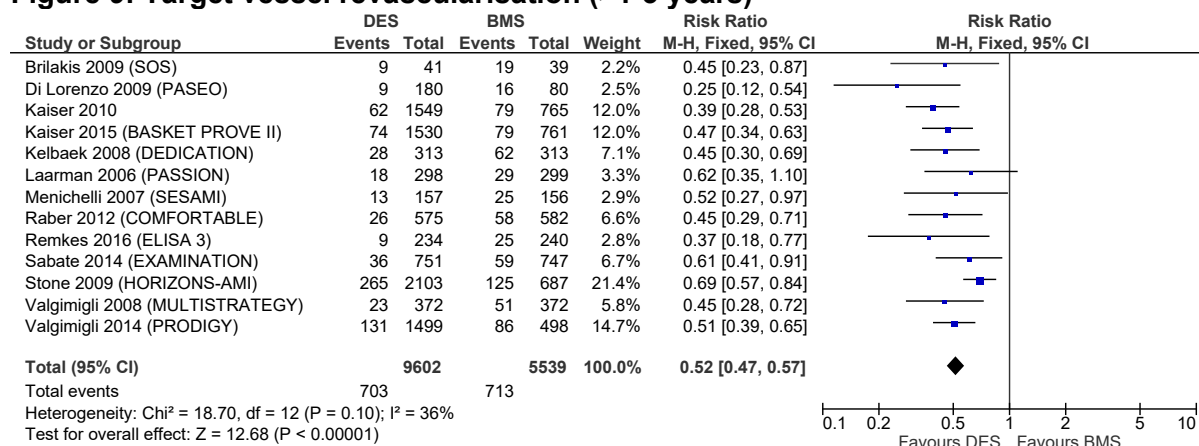 Figure 9: Target vessel revascularisation (>1-3 years)
DES BMS Risk Ratio Risk Ratio
Study or Subgroup Events Total Events Total Weight M-H, Fixed, 95% CI M-H, Fixed, 95% CI
Brilakis 2009 (SOS) 9 41 19 39 2.2% 0.45 [0.23, 0.87]
Di Lorenzo 2009 (PASEO) 9 180 16 80 2.5% 0.25 [0.12, 0.54]
Kaiser 2010 62 1549 79 765 12.0% 0.39 [0.28, 0.53]
Kaiser 2015 (BASKET PROVE II) 74 1530 79 761 12.0% 0.47 [0.34, 0.63]
Kelbaek 2008 (DEDICATION) 28 313 62 313 7.1% 0.45 [0.30, 0.69]
Laarman 2006 (PASSION) 18 298 29 299 3.3% 0.62 [0.35, 1.10]
Menichelli 2007 (SESAMI) 13 157 25 156 2.9% 0.52 [0.27, 0.97]
Raber 2012 (COMFORTABLE) 26 575 58 582 6.6% 0.45 [0.29, 0.71]
Remkes 2016 (ELISA 3) 9 234 25 240 2.8% 0.37 [0.18, 0.77]
Sabate 2014 (EXAMINATION) 36 751 59 747 6.7% 0.61 [0.41, 0.91]
Stone 2009 (HORIZONS-AMI) 265 2103 125 687 21.4% 0.69 [0.57, 0.84]
Valgimigli 2008 (MULTISTRATEGY) 23 372 51 372 5.8% 0.45 [0.28, 0.72]
Valgimigli 2014 (PRODIGY) 131 1499 86 498 14.7% 0.51 [0.39, 0.65]
Total (95% CI) 9602 5539 100.0% 0.52 [0.47, 0.57]
Total events 703 713
Heterogeneity: Chi² = 18.70, df = 12 (P = 0.10); I² = 36%
Test for overall effect: Z = 12.68 (P < 0.00001)
0.1 0.2 0.5 1 2 5 10
Favours DES Favours BMS